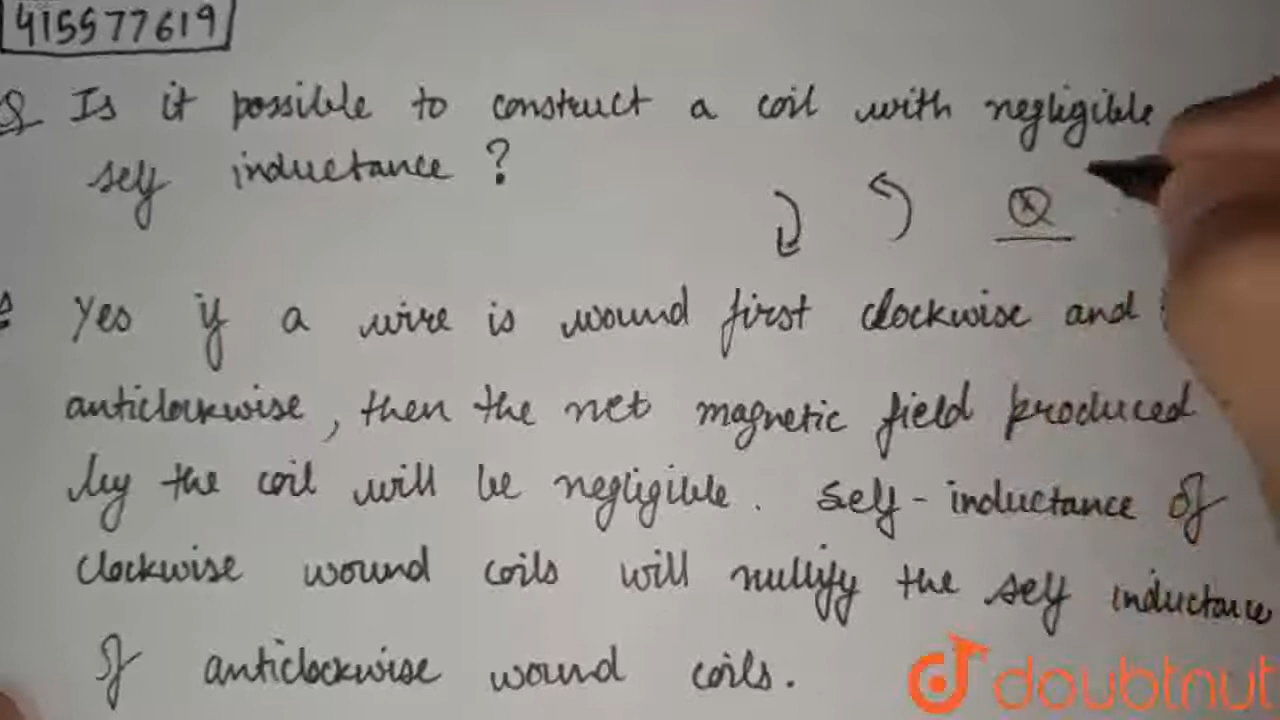 415577619
Q Is it possible to construct a coil with negligible
self inductance ?
Yes if a wire is wound first clockwise and
anticlockwise, then the net magnetic field produced
by the coil will be negligible. Self-inductance of
clockwise wound coils will nullify the self inductance
of anticlockwise wound coils.
doubtnut